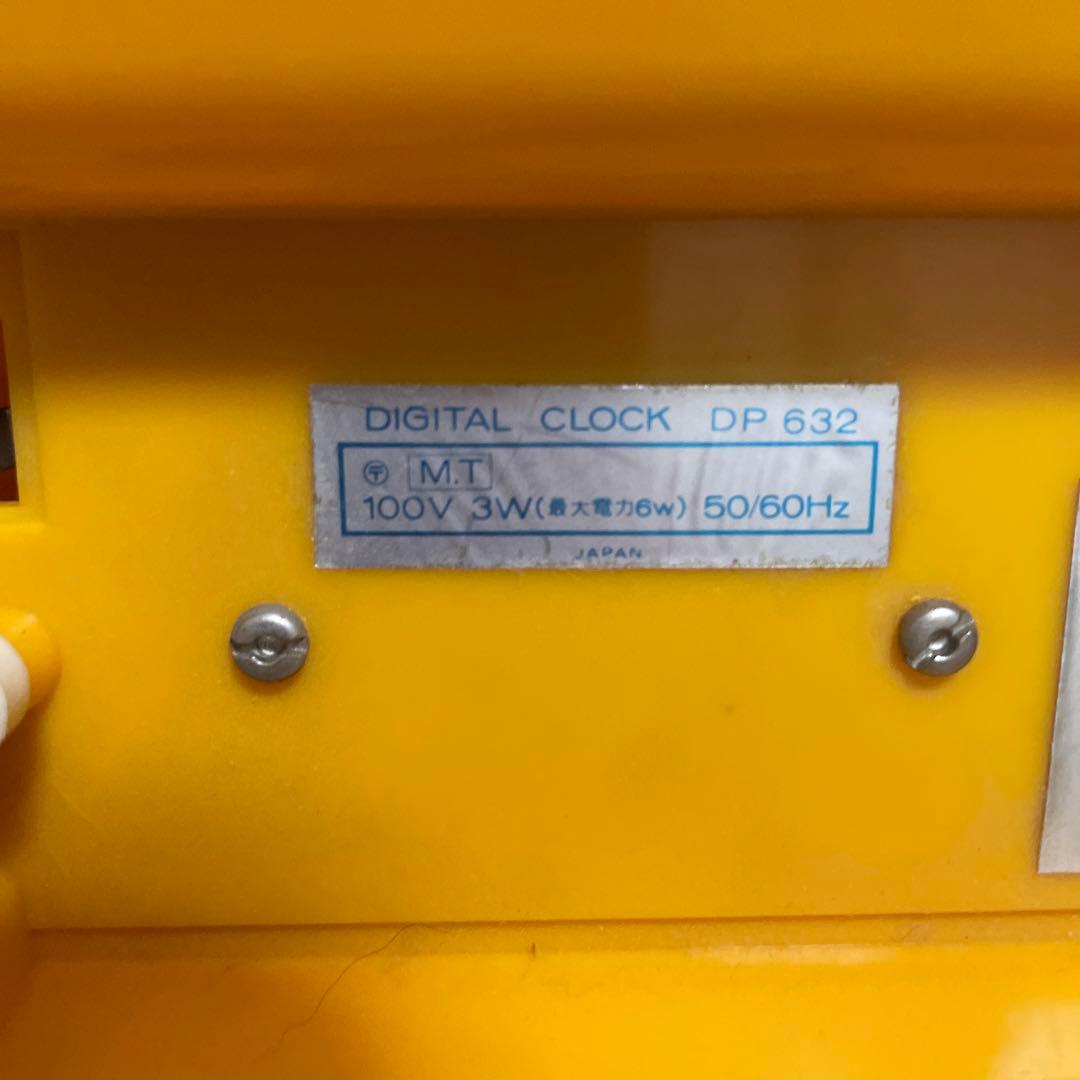 DIGITAL CLOCK DP 632
〶 M.T
100V 3W(最大電力6w) 50/60Hz
JAPAN